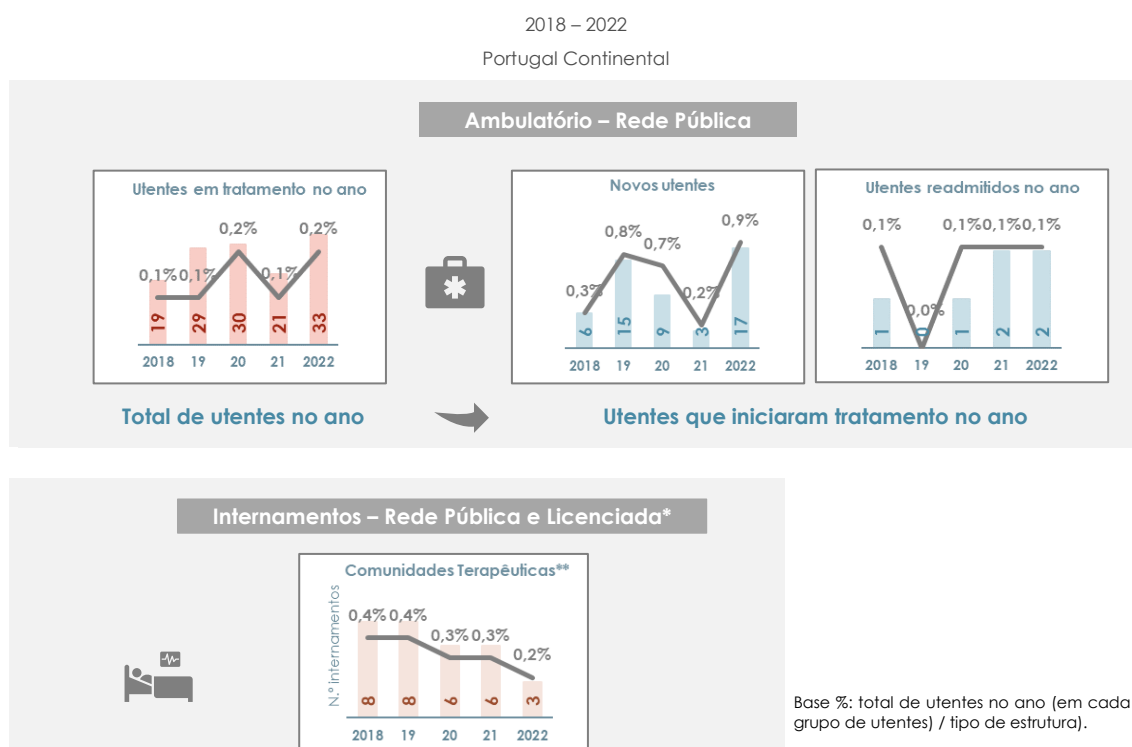 2018 – 2022
Portugal Continental
Ambulatório – Rede Pública
Utentes em tratamento no ano
0,1% 0,1% 0,2% 0,1% 0,2%
19 29 30 21 33
2018 19 20 21 2022
Novos utentes
0,3% 0,8% 0,7% 0,2% 0,9%
6 15 9 3 17
2018 19 20 21 2022
Utentes readmitidos no ano
0,1% 0,0% 0,1% 0,1% 0,1%
1 0 1 2 2
2018 19 20 21 2022
Total de utentes no ano
Utentes que iniciaram tratamento no ano
Internamentos – Rede Pública e Licenciada*
Comunidades Terapêuticas**
N.º internamentos
0,4% 0,4% 0,3% 0,3% 0,2%
8 8 6 6 3
2018 19 20 21 2022
Base %: total de utentes no ano (em cada
grupo de utentes) / tipo de estrutura).